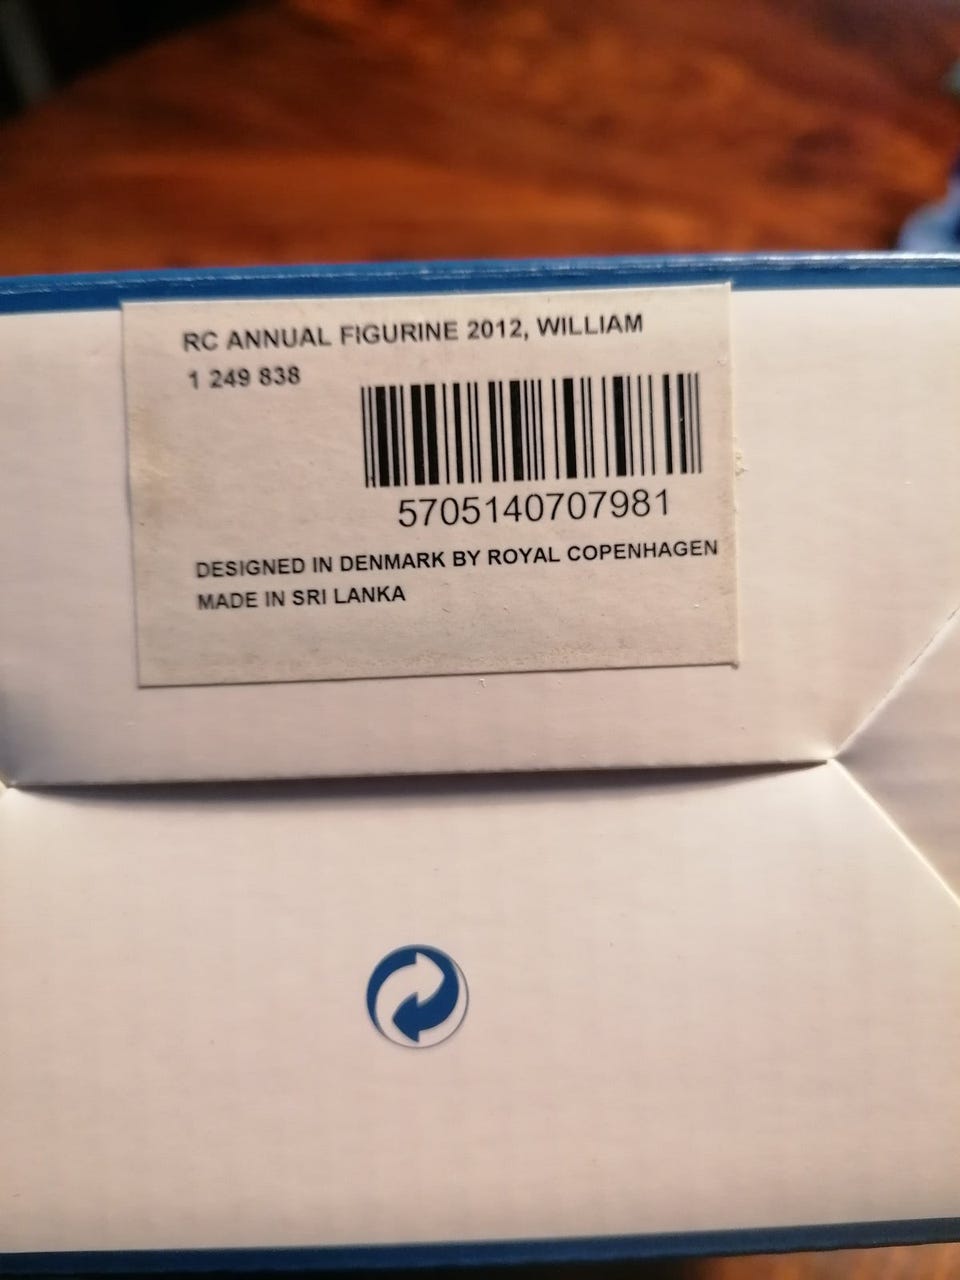 RC ANNUAL FIGURINE 2012, WILLIAM
1 249 838
5705140707981
DESIGNED IN DENMARK BY ROYAL COPENHAGEN
MADE IN SRI LANKA